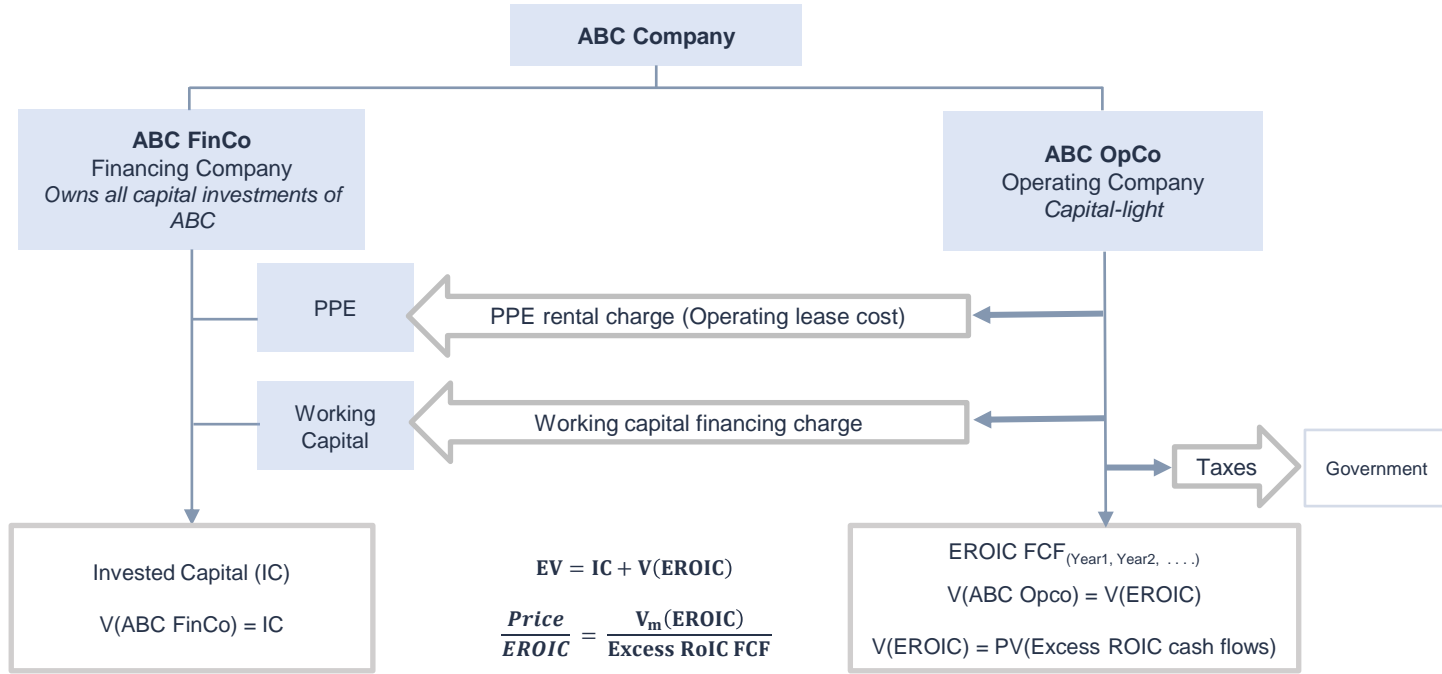 ABC Company
ABC FinCo
Financing Company
Owns all capital investments of
ABC
ABC OpCo
Operating Company
Capital-light
PPE
PPE rental charge (Operating lease cost)
Working
Capital
Working capital financing charge
Taxes
Government
Invested Capital (IC)
V(ABC FinCo) = IC
EV = IC + V(EROIC)
Price/EROIC = Vm(EROIC)/Excess RoIC FCF
EROIC FCF(Year1, Year2, . . . .)
V(ABC Opco) = V(EROIC)
V(EROIC) = PV(Excess ROIC cash flows)